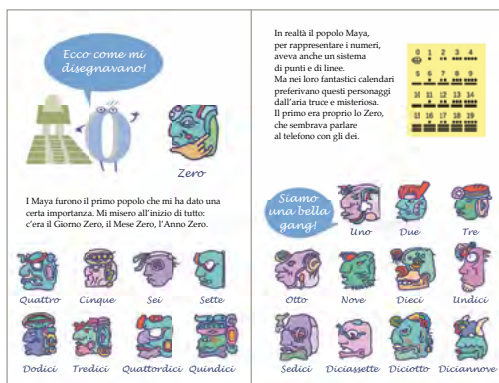 Ecco come mi
disegnavano!
Zero
I Maya furono il primo popolo che mi ha dato una
certa importanza. Mi misero all'inizio di tutto:
c'era il Giorno Zero, il Mese Zero, l'Anno Zero.
Quattro Cinque Sei Sette
Dodici Tredici Quattordici Quindici
In realtà il popolo Maya,
per rappresentare i numeri,
aveva anche un sistema
di punti e di linee.
Ma nei loro fantastici calendari
preferivano questi personaggi
dall'aria truce e misteriosa.
Il primo era proprio lo Zero,
che sembrava parlare
al telefono con gli dei.
0 1 2 3 4
5 6 7 8 9
10 11 12 13 14
15 16 17 18 19
Siamo
una bella
gang!
Uno Due Tre
Otto Nove Dieci Undici
Sedici Diciassette Diciotto Diciannove